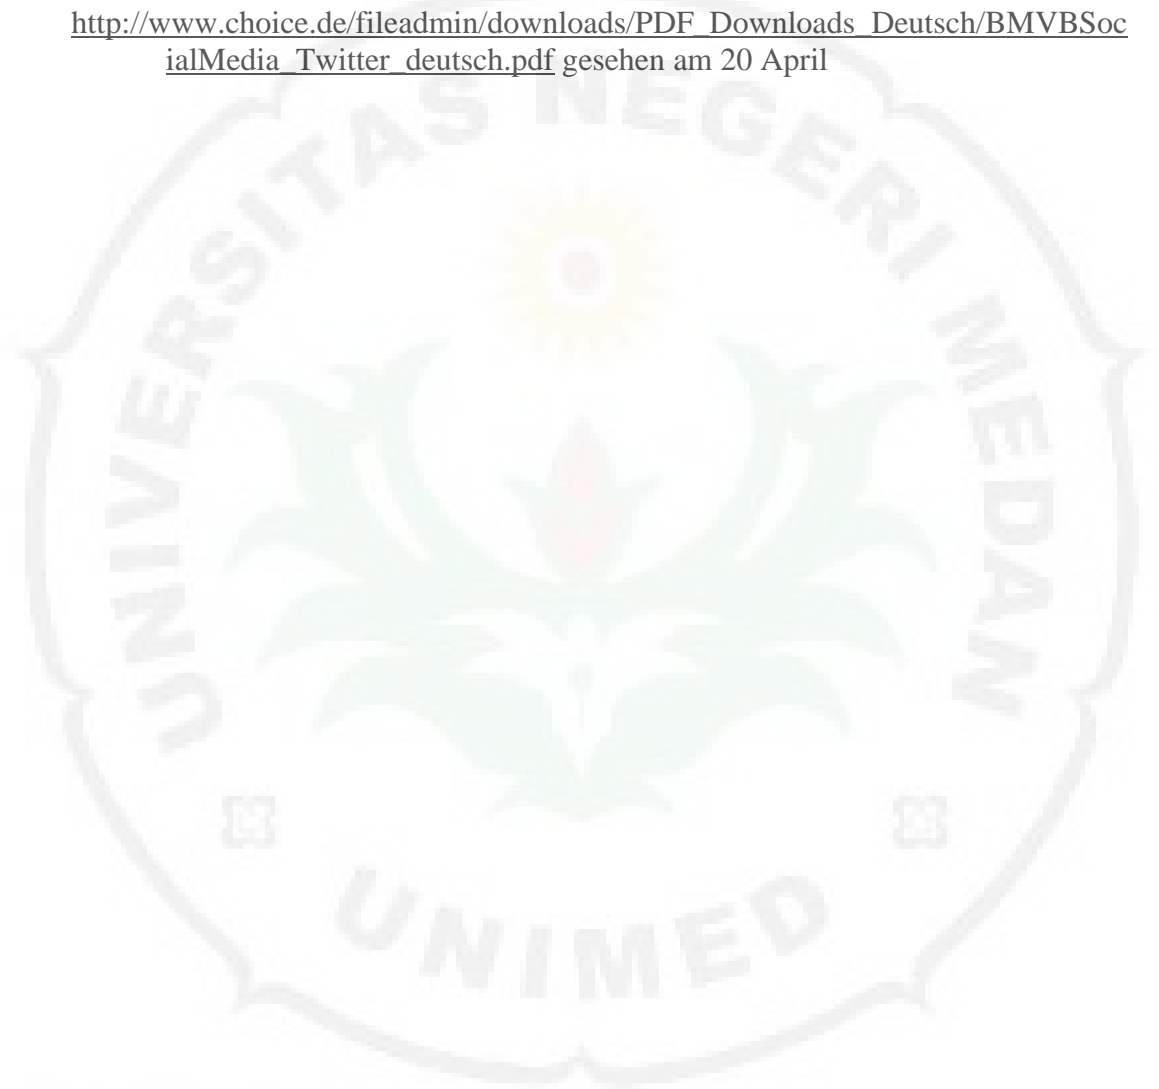 http://www.choice.de/fileadmin/downloads/PDF_Downloads_Deutsch/BMVBSoc
ialMedia_Twitter_deutsch.pdf gesehen am 20 April
UNIVERSITAS NEGERI MEDAN
UNIMED